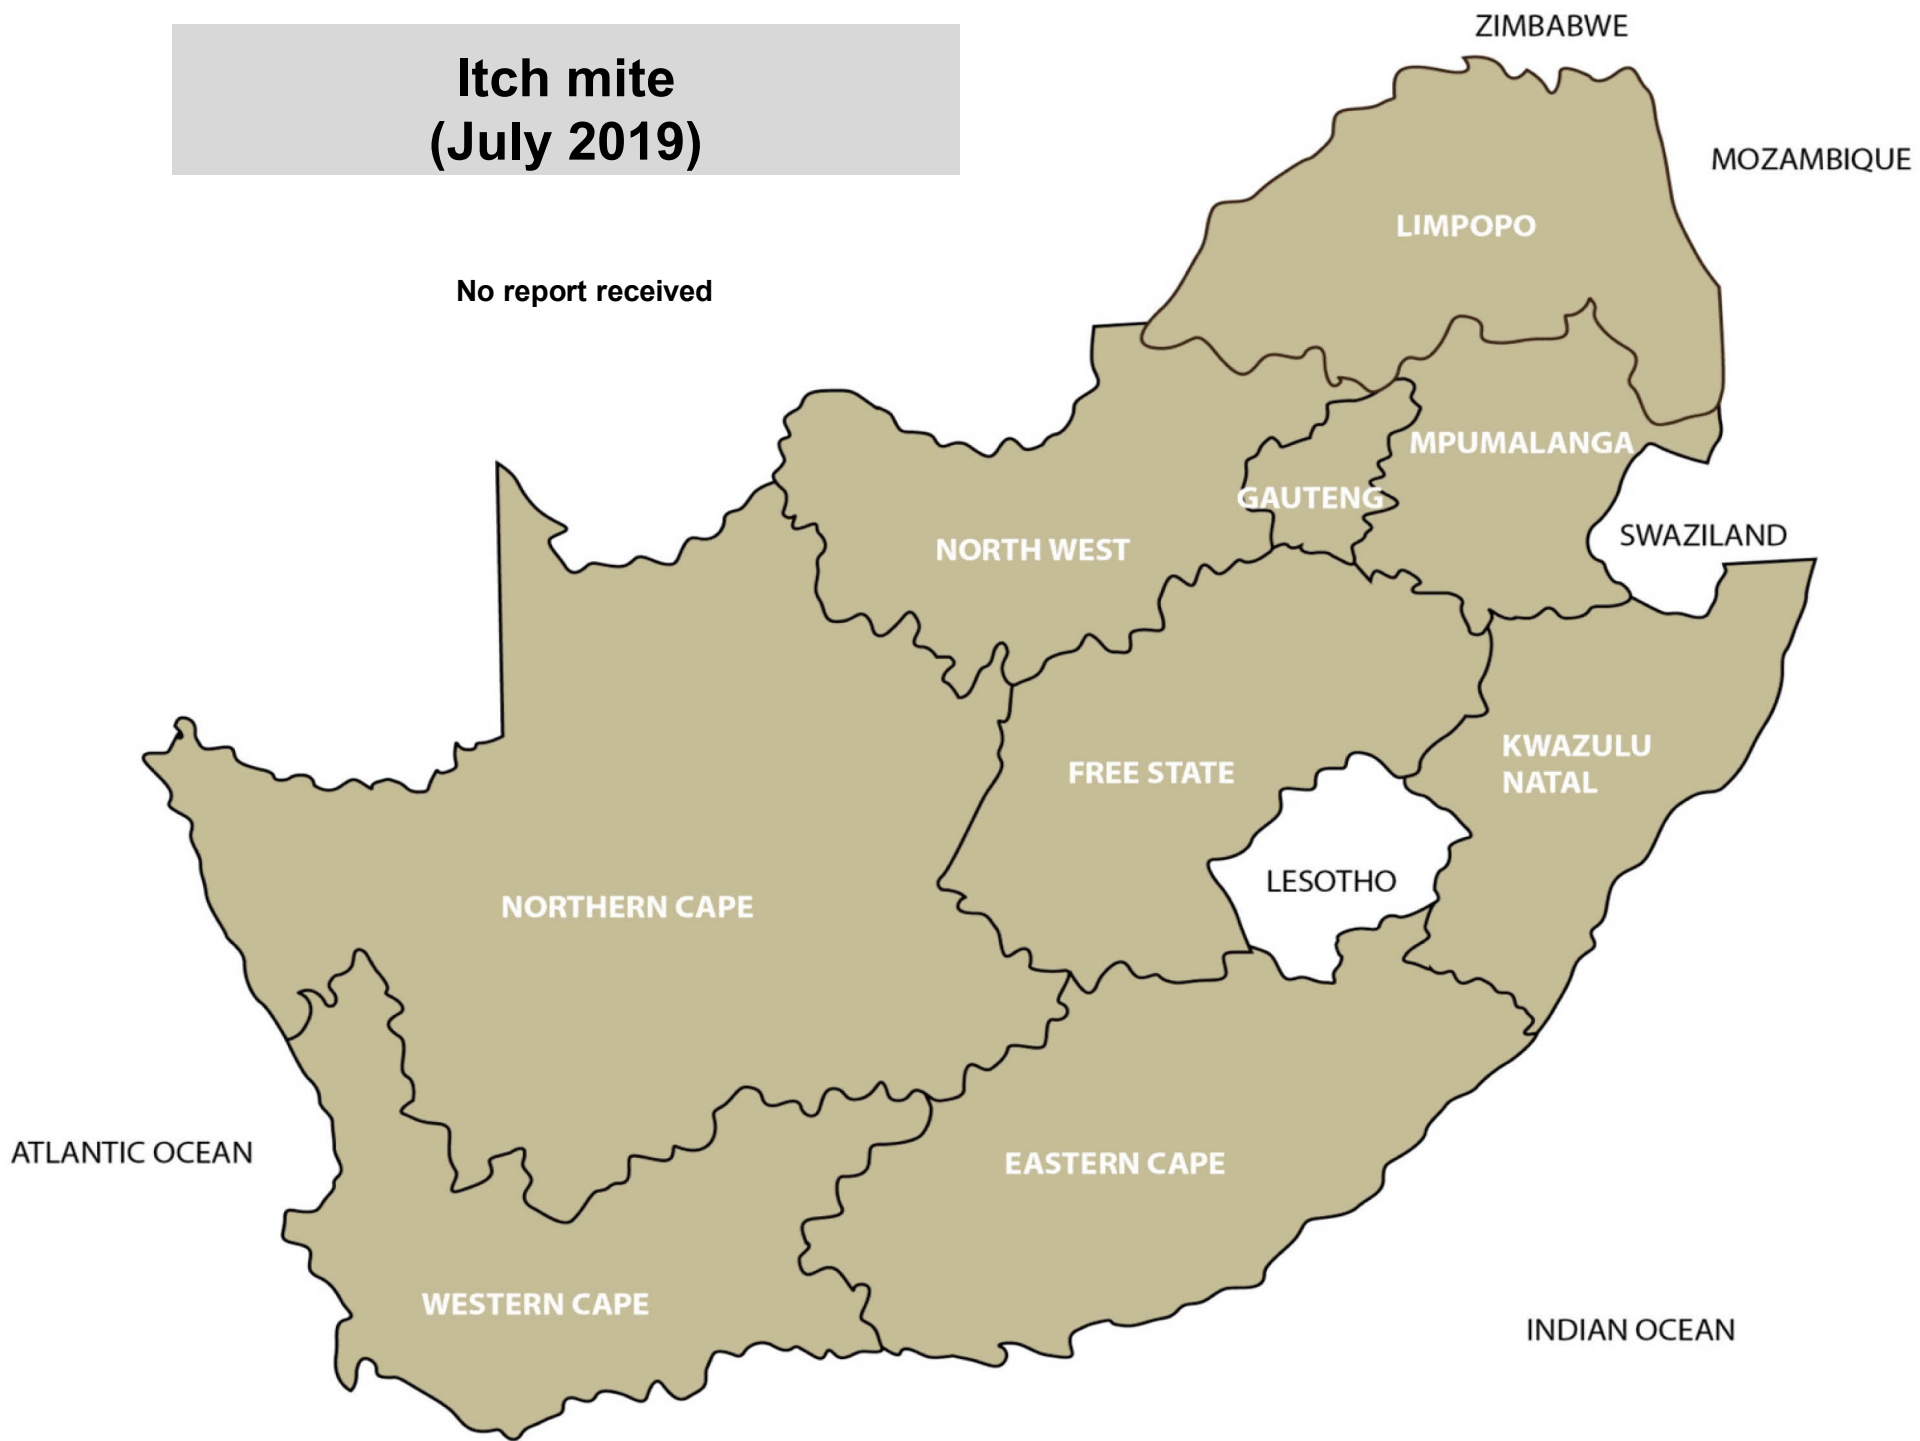 Itch mite
(July 2019)
No report received
ZIMBABWE
MOZAMBIQUE
LIMPOPO
MPUMALANGA
GAUTENG
SWAZILAND
NORTH WEST
KWAZULU
NATAL
FREE STATE
LESOTHO
NORTHERN CAPE
ATLANTIC OCEAN
EASTERN CAPE
WESTERN CAPE
INDIAN OCEAN